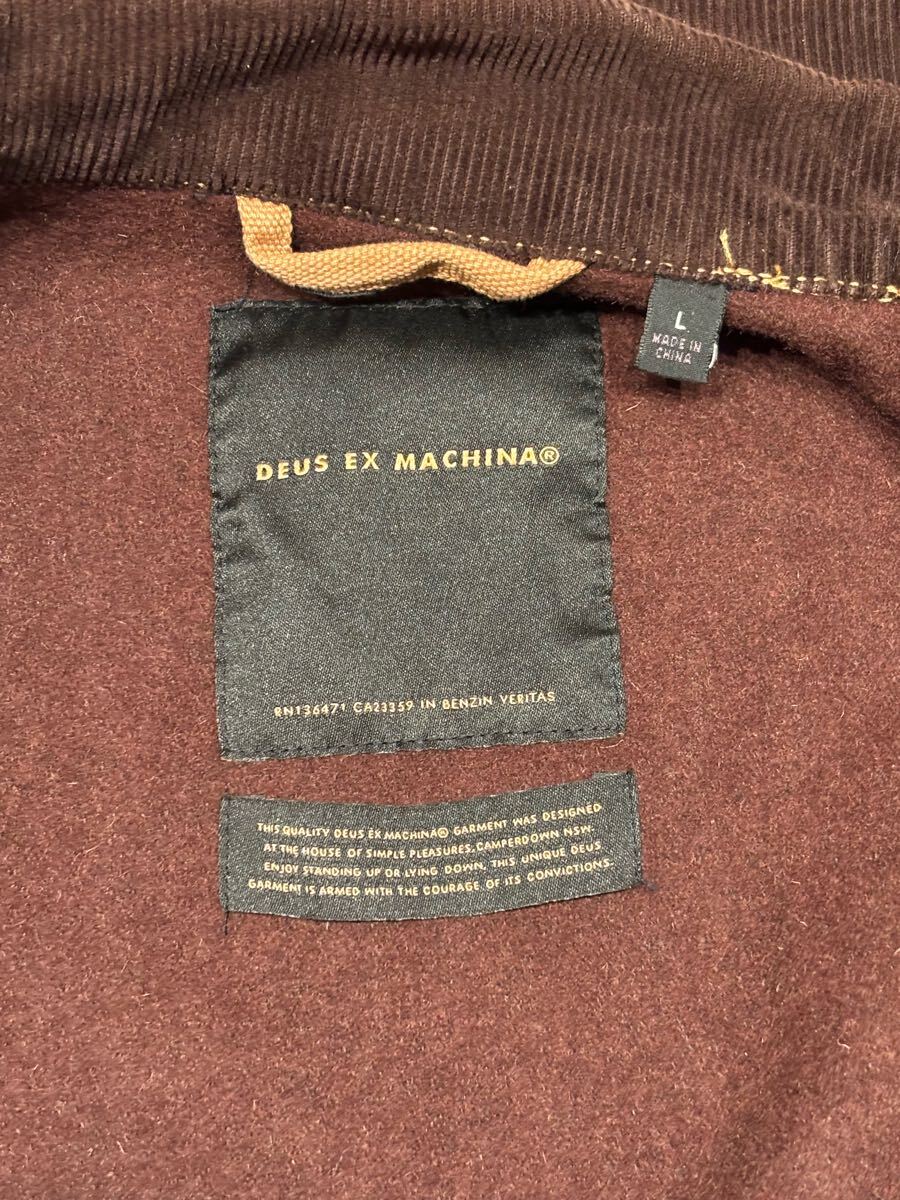 L
MADE IN
CHINA
DEUS EX MACHINA®
RN136471 CA23359 IN BENZIN VERITAS
THIS QUALITY DEUS EX MACHINA® GARMENT WAS DESIGNED
AT THE HOUSE OF SIMPLE PLEASURES. CAMPERDOWN NSW.
ENJOY STANDING UP OR LYING DOWN, THIS UNIQUE DEUS
GARMENT IS ARMED WITH THE COURAGE OF ITS CONVICTIONS.